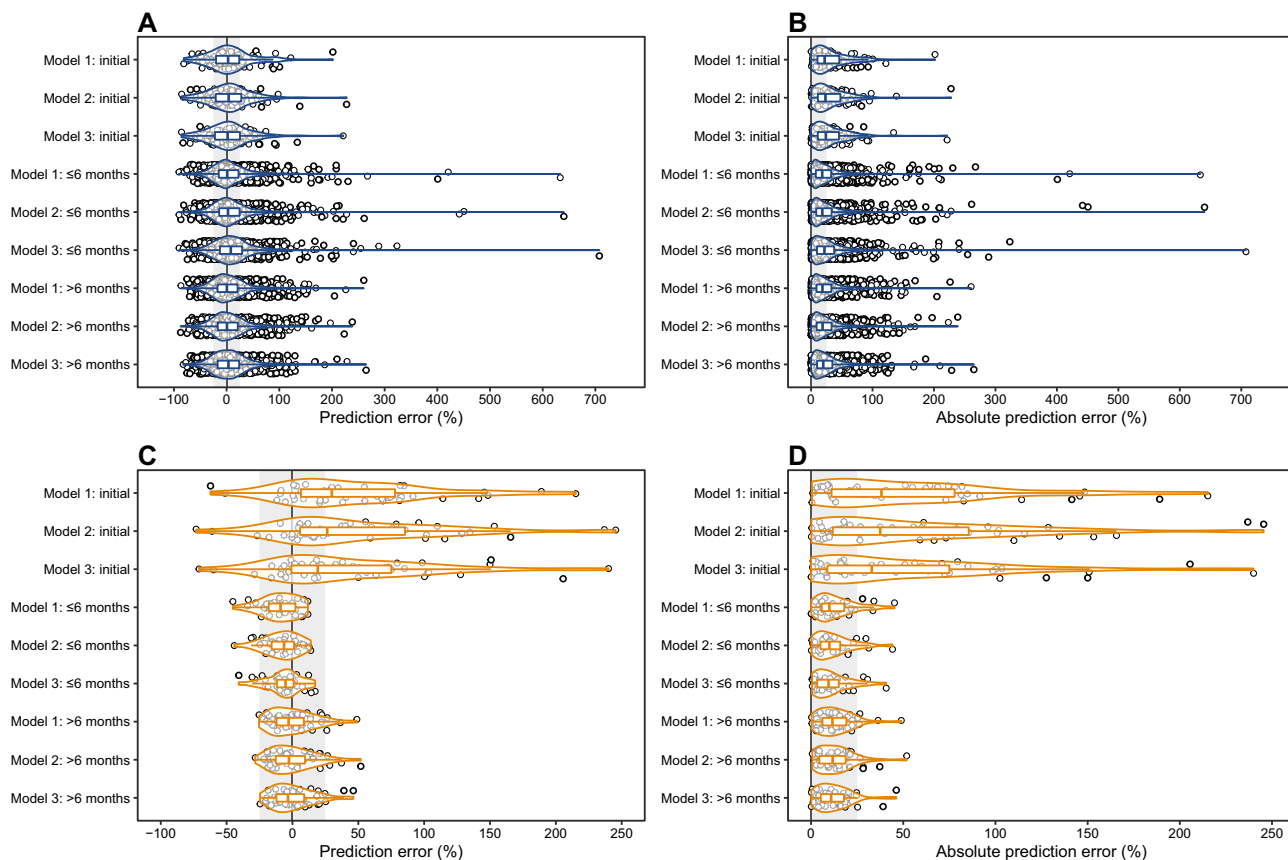 A
Model 1: initial
Model 2: initial
Model 3: initial
Model 1: ≤6 months
Model 2: ≤6 months
Model 3: ≤6 months
Model 1: >6 months
Model 2: >6 months
Model 3: >6 months
−100 0 100 200 300 400 500 600 700
Prediction error (%)
B
Model 1: initial
Model 2: initial
Model 3: initial
Model 1: ≤6 months
Model 2: ≤6 months
Model 3: ≤6 months
Model 1: >6 months
Model 2: >6 months
Model 3: >6 months
0 100 200 300 400 500 600 700
Absolute prediction error (%)
C
Model 1: initial
Model 2: initial
Model 3: initial
Model 1: ≤6 months
Model 2: ≤6 months
Model 3: ≤6 months
Model 1: >6 months
Model 2: >6 months
Model 3: >6 months
−100 −50 0 50 100 150 200 250
Prediction error (%)
D
Model 1: initial
Model 2: initial
Model 3: initial
Model 1: ≤6 months
Model 2: ≤6 months
Model 3: ≤6 months
Model 1: >6 months
Model 2: >6 months
Model 3: >6 months
0 50 100 150 200 250
Absolute prediction error (%)